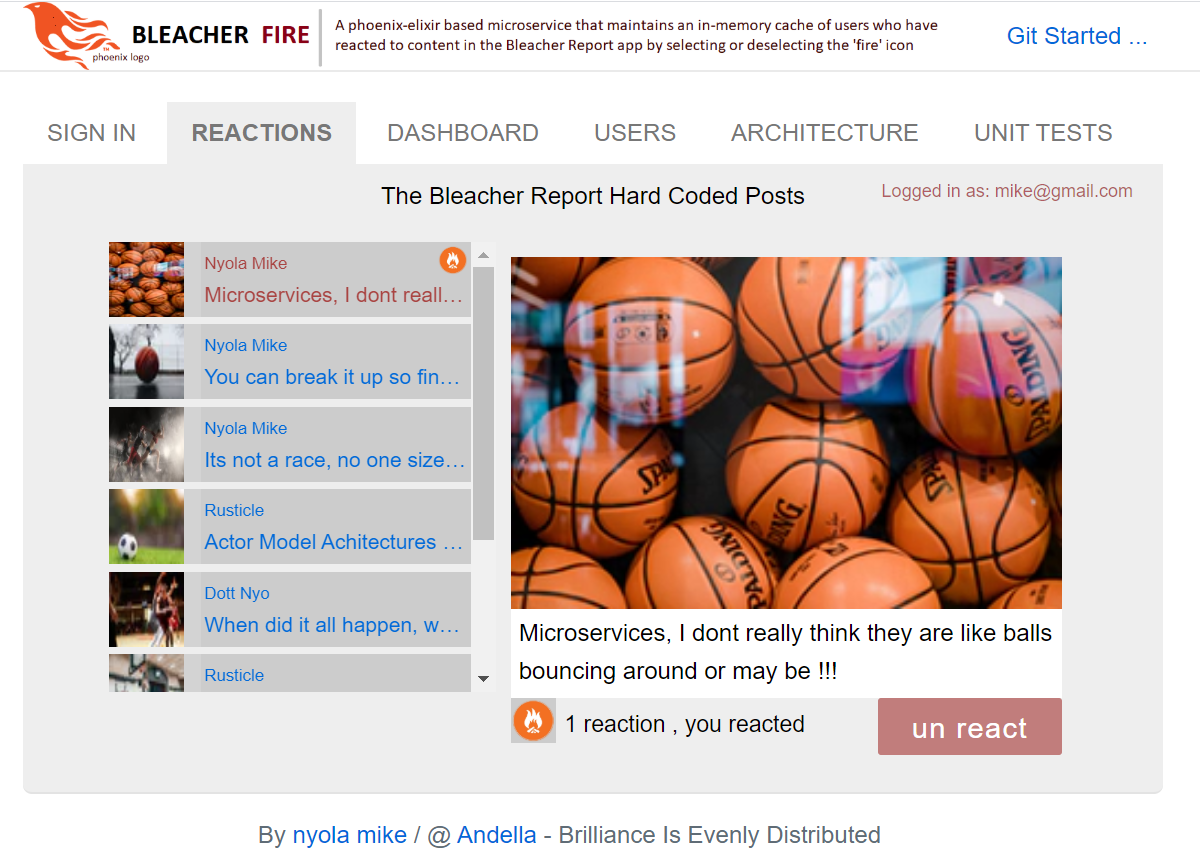 BLEACHER FIRE
phoenix logo
A phoenix-elixir based microservice that maintains an in-memory cache of users who have
reacted to content in the Bleacher Report app by selecting or deselecting the 'fire' icon
Git Started ...
SIGN IN
REACTIONS
DASHBOARD
USERS
ARCHITECTURE
UNIT TESTS
The Bleacher Report Hard Coded Posts
Logged in as: mike@gmail.com
Nyola Mike
Microservices, I dont reall…
Nyola Mike
You can break it up so fin…
Nyola Mike
Its not a race, no one size…
Rusticle
Actor Model Achitectures …
Dott Nyo
When did it all happen, w…
Rusticle
SPALDING
SPALDING
SPALDING
Microservices, I dont really think they are like balls
bouncing around or may be !!!
1 reaction , you reacted
un react
By nyola mike / @ Andella - Brilliance Is Evenly Distributed